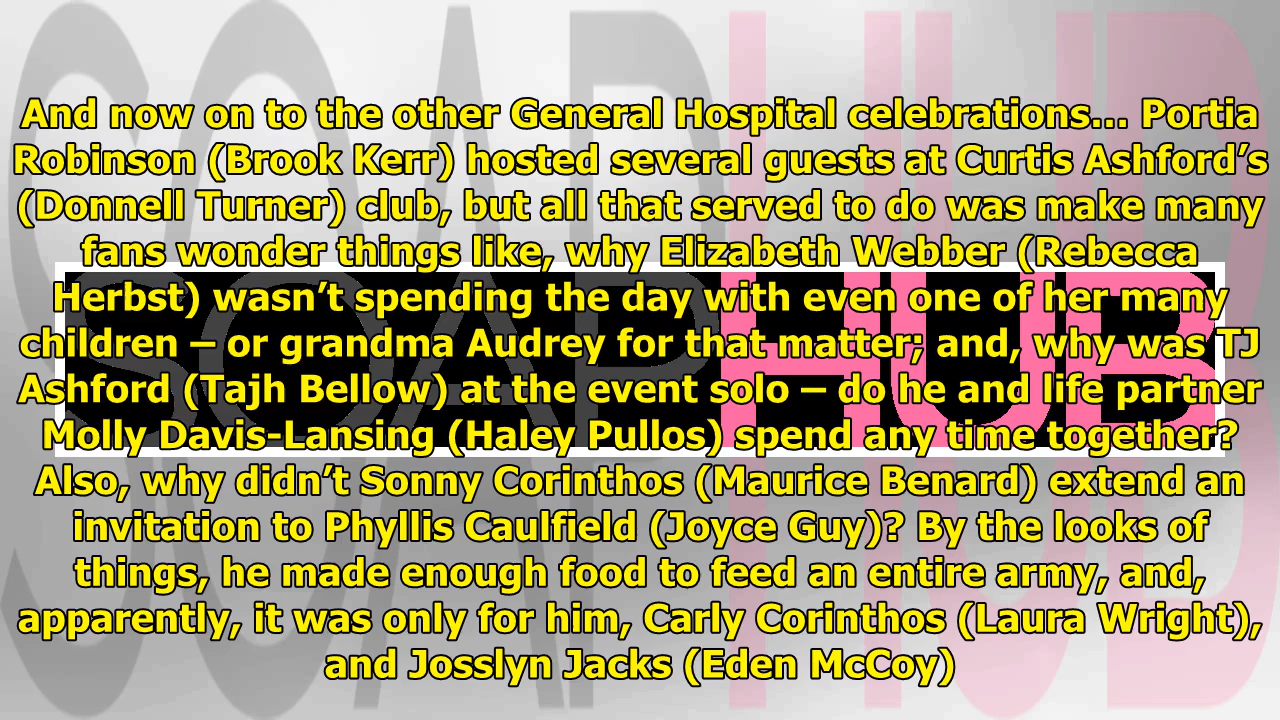 And now on to the other General Hospital celebrations... Portia
Robinson (Brook Kerr) hosted several guests at Curtis Ashford’s
(Donnell Turner) club, but all that served to do was make many
fans wonder things like, why Elizabeth Webber (Rebecca
Herbst) wasn’t spending the day with even one of her many
children – or grandma Audrey for that matter; and, why was TJ
Ashford (Tajh Bellow) at the event solo – do he and life partner
Molly Davis-Lansing (Haley Pullos) spend any time together?
Also, why didn’t Sonny Corinthos (Maurice Benard) extend an
invitation to Phyllis Caulfield (Joyce Guy)? By the looks of
things, he made enough food to feed an entire army, and,
apparently, it was only for him, Carly Corinthos (Laura Wright),
and Josslyn Jacks (Eden McCoy)
SOAP HUB